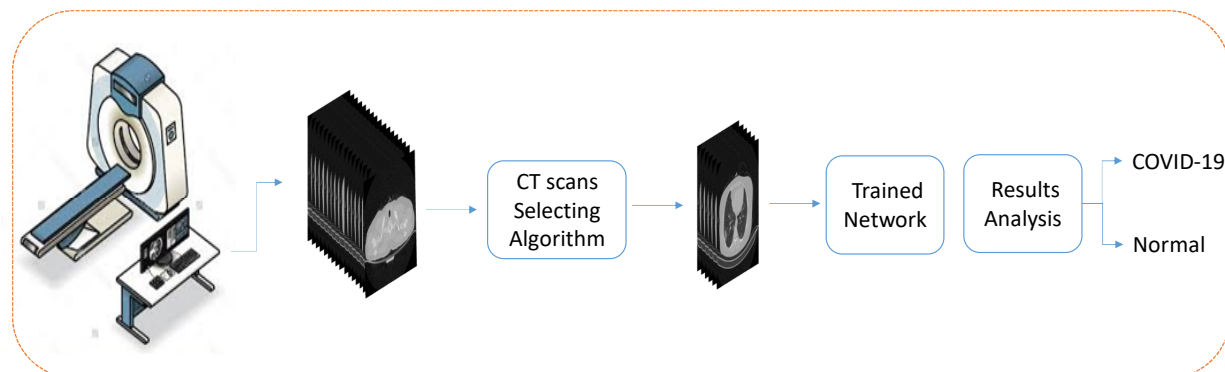 CT scans
Selecting
Algorithm
Trained
Network
Results
Analysis
COVID-19
Normal